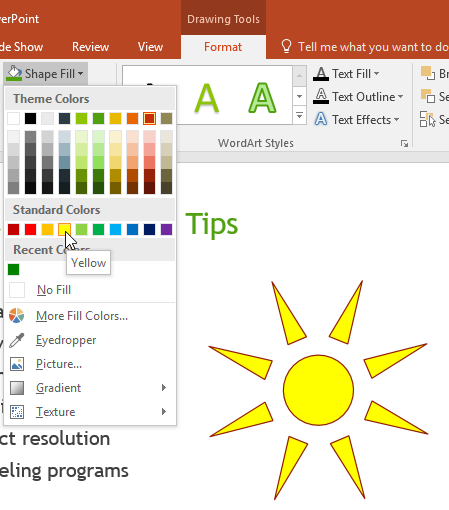 erPoint
Drawing Tools
de Show Review View Format Tell me what you want to do
Shape Fill
Theme Colors
Standard Colors
Recent Colors
Yellow
No Fill
More Fill Colors...
Eyedropper
Picture...
Gradient
Texture
A A
Text Fill
Text Outline
Text Effects
WordArt Styles
Br
Se
Se
Tips
ct resolution
eling programs